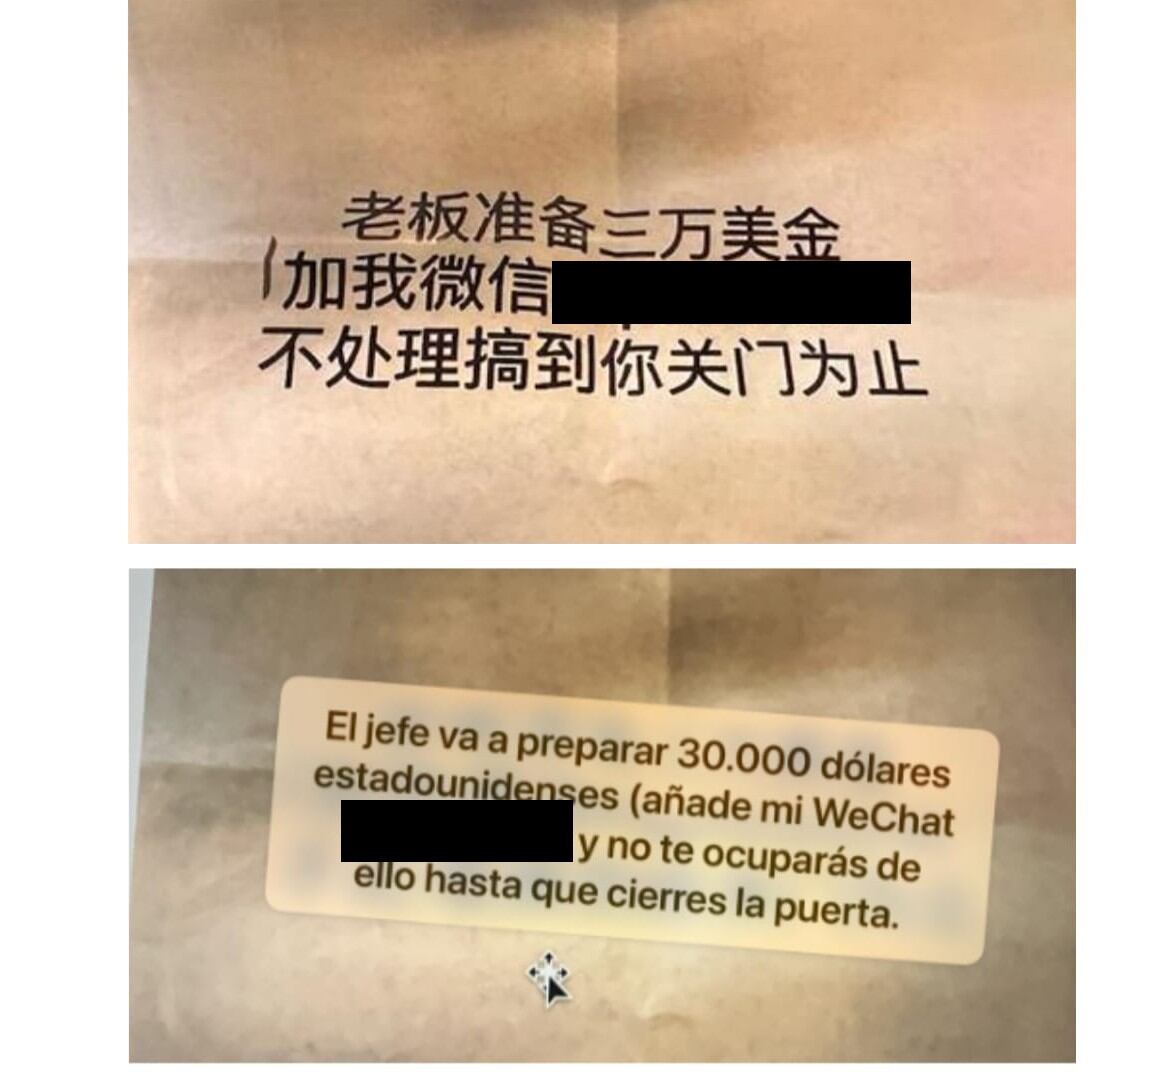 老板准备三万美金
加我微信
不处理搞到你关门为止
El jefe va a preparar 30.000 dólares
estadounidenses (añade mi WeChat
y no te ocuparás de
ello hasta que cierres la puerta.